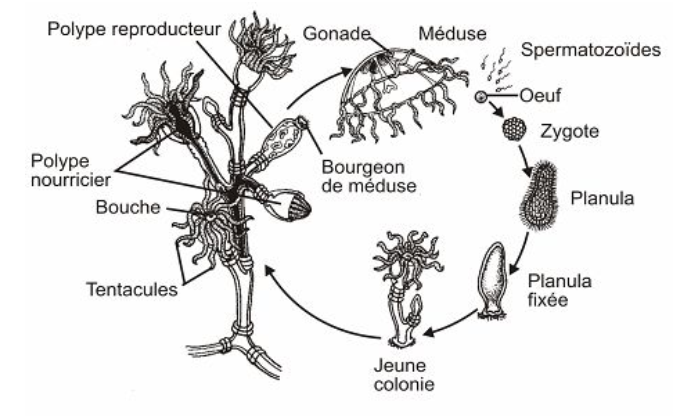 Polype reproducteur
Gonade
Méduse
Spermatozoïdes
Oeuf
Zygote
Polype
nourricier
Bourgeon
de méduse
Bouche
Planula
Tentacules
Planula
fixée
Jeune
colonie